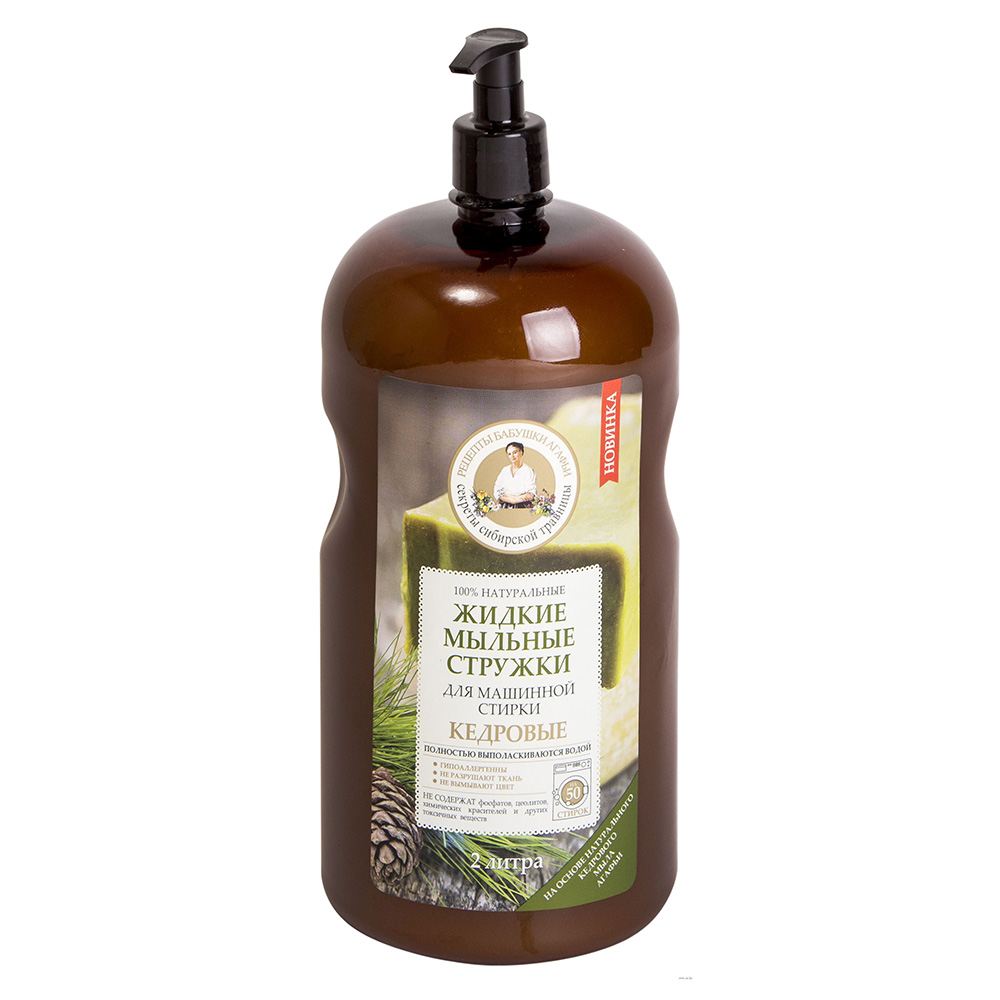 НОВИНКА
РЕЦЕПТЫ БАБУШКИ АГАФЬИ
секреты сибирской травницы
100% НАТУРАЛЬНЫЕ
ЖИДКИЕ
МЫЛЬНЫЕ
СТРУЖКИ
ДЛЯ МАШИННОЙ
СТИРКИ
КЕДРОВЫЕ
ПОЛНОСТЬЮ ВЫПОЛАСКИВАЮТСЯ ВОДОЙ
• ГИПОАЛЛЕРГЕННЫ
• НЕ РАЗРУШАЮТ ТКАНЬ
• НЕ ВЫМЫВАЮТ ЦВЕТ
50
СТИРОК
НЕ СОДЕРЖАТ фосфатов, цеолитов,
химических красителей и других
токсичных веществ
2 литра
НА ОСНОВЕ НАТУРАЛЬНОГО
КЕДРОВОГО
МЫЛА
АГАФЬИ